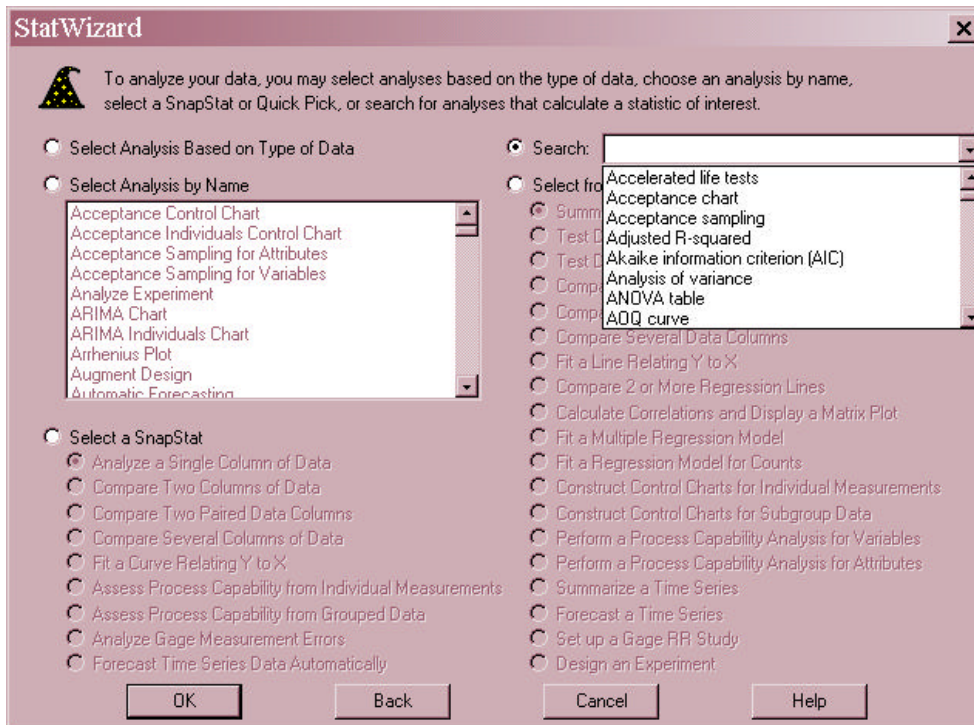 StatWizard
To analyze your data, you may select analyses based on the type of data, choose an analysis by name,
select a SnapStat or Quick Pick, or search for analyses that calculate a statistic of interest.
Select Analysis Based on Type of Data
Select Analysis by Name
Acceptance Control Chart
Acceptance Individuals Control Chart
Acceptance Sampling for Attributes
Acceptance Sampling for Variables
Analyze Experiment
ARIMA Chart
ARIMA Individuals Chart
Arrhenius Plot
Augment Design
Automatic Forecasting
Select a SnapStat
Analyze a Single Column of Data
Compare Two Columns of Data
Compare Two Paired Data Columns
Compare Several Columns of Data
Fit a Curve Relating Y to X
Assess Process Capability from Individual Measurements
Assess Process Capability from Grouped Data
Analyze Gage Measurement Errors
Forecast Time Series Data Automatically
Search:
Accelerated life tests
Acceptance chart
Acceptance sampling
Adjusted R-squared
Akaike information criterion (AIC)
Analysis of variance
ANOVA table
AOQ curve
Select
Test
Test
Compare Several Data Columns
Fit a Line Relating Y to X
Compare 2 or More Regression Lines
Calculate Correlations and Display a Matrix Plot
Fit a Multiple Regression Model
Fit a Regression Model for Counts
Construct Control Charts for Individual Measurements
Construct Control Charts for Subgroup Data
Perform a Process Capability Analysis for Variables
Perform a Process Capability Analysis for Attributes
Summarize a Time Series
Forecast a Time Series
Set up a Gage RR Study
Design an Experiment
OK
Back
Cancel
Help